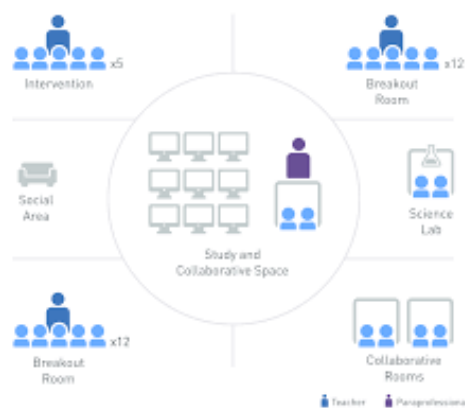 x5
Intervention
x12
Breakout
Room
Social
Area
Science
Lab
Study and
Collaborative Space
x12
Breakout
Room
Collaborative
Rooms
Teacher
Paraprofessiona